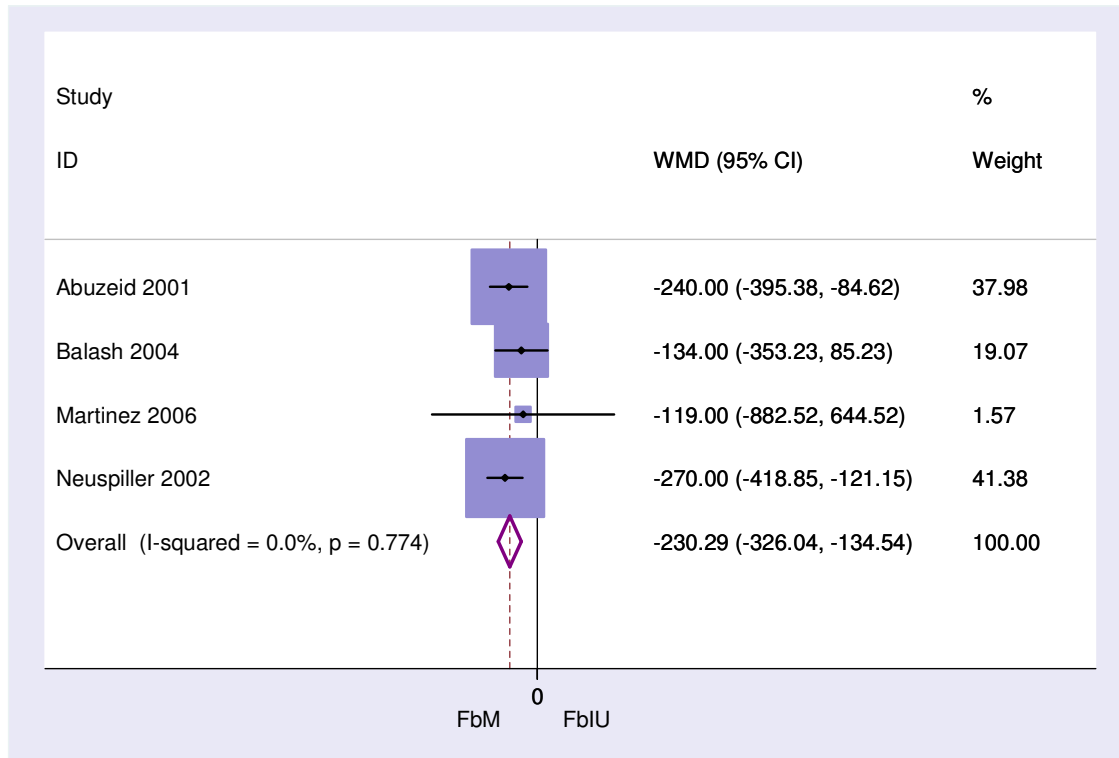 Study %
ID WMD (95% CI) Weight
Abuzeid 2001 -240.00 (-395.38, -84.62) 37.98
Balash 2004 -134.00 (-353.23, 85.23) 19.07
Martinez 2006 -119.00 (-882.52, 644.52) 1.57
Neuspiller 2002 -270.00 (-418.85, -121.15) 41.38
Overall (I-squared = 0.0%, p = 0.774) -230.29 (-326.04, -134.54) 100.00
0
FbM FbIU